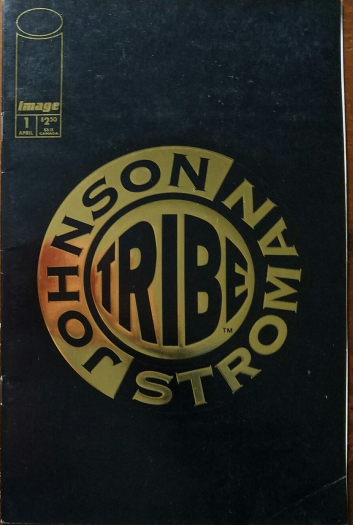 image
1
APRIL
$2.50
$3.15
CANADA
JOHNSON
STROMAN
TRIBE
TM